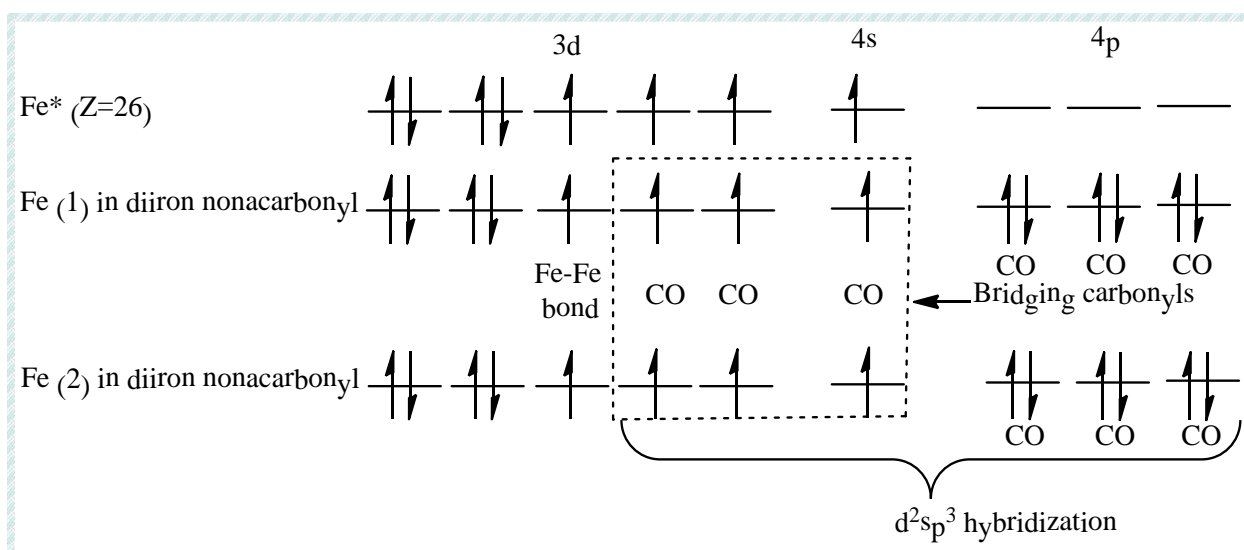 3d 4s 4p
Fe* (Z=26)
Fe (1) in diiron nonacarbonyl
CO CO CO
Fe-Fe
bond
CO CO CO
Bridging carbonyls
Fe (2) in diiron nonacarbonyl
CO CO CO
d²sp³ hybridization